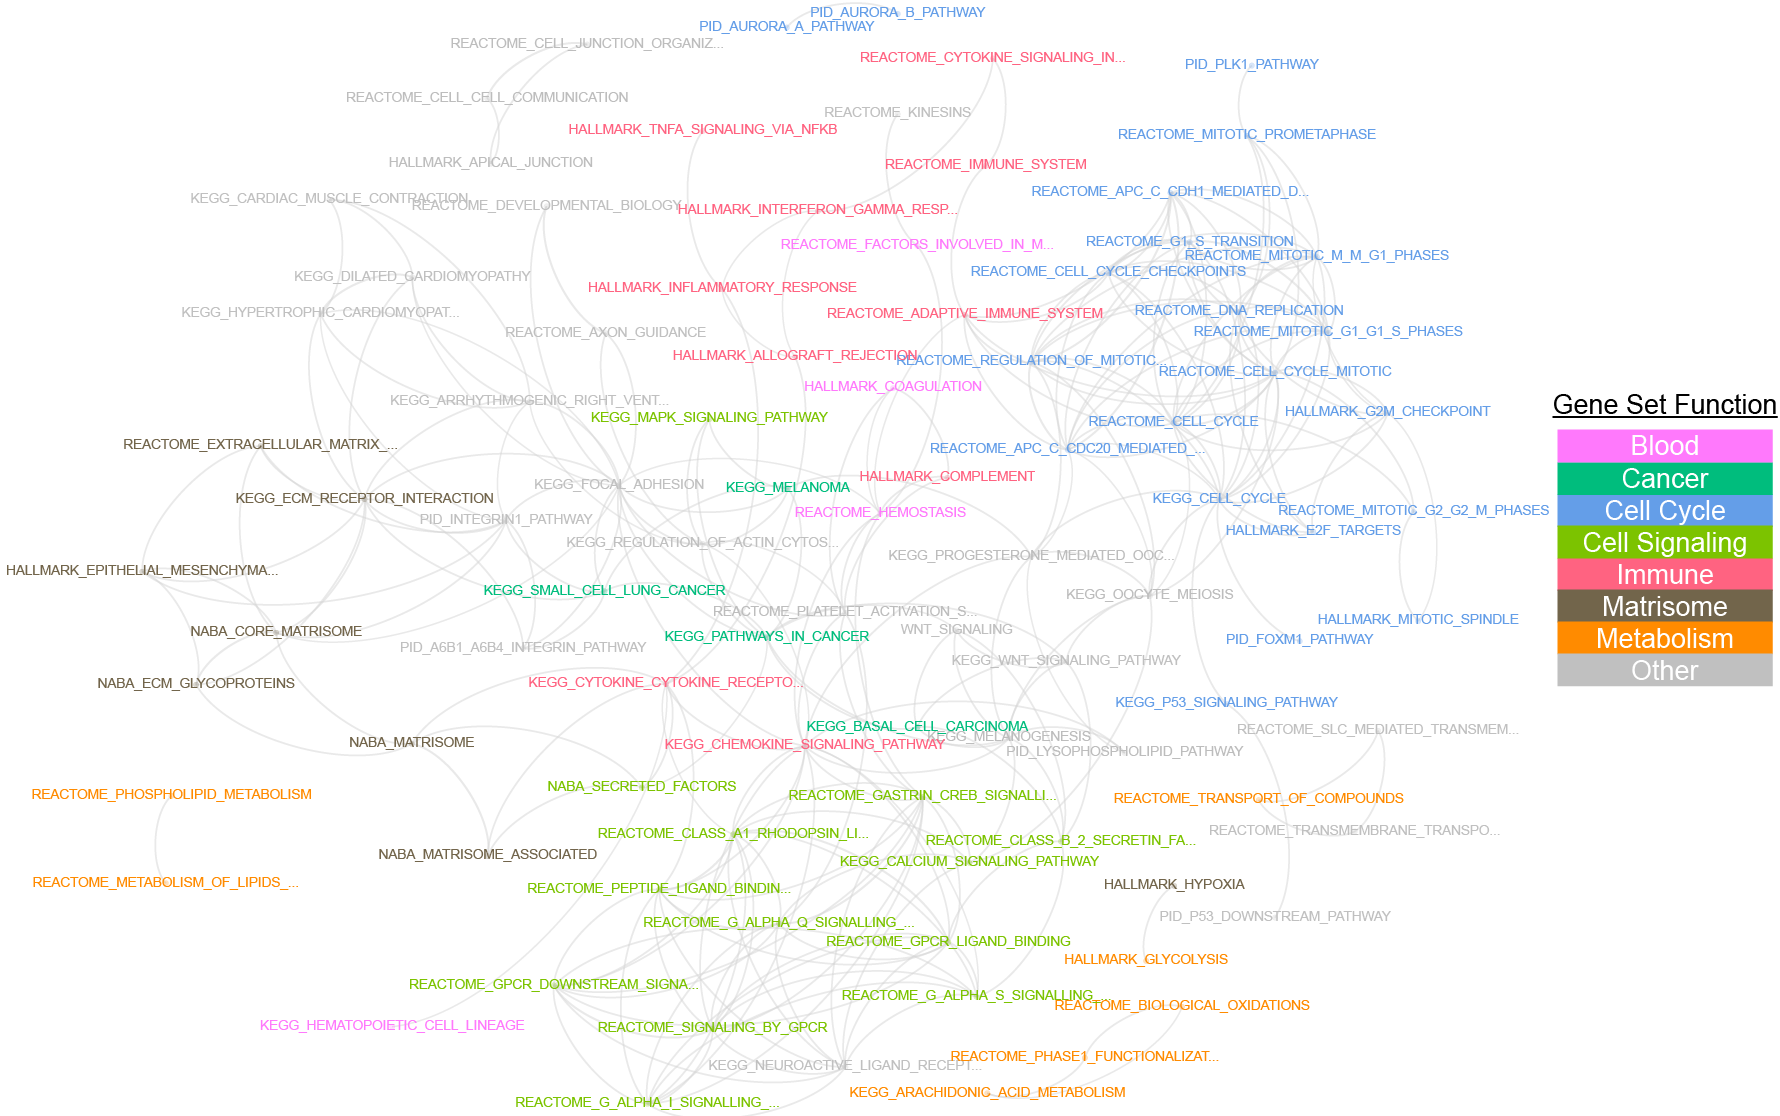 PID_AURORA_B_PATHWAY
PID_AURORA_A_PATHWAY
REACTOME_CELL_JUNCTION_ORGANIZ...
REACTOME_CYTOKINE_SIGNALING_IN...
PID_PLK1_PATHWAY
REACTOME_CELL_CELL_COMMUNICATION
REACTOME_KINESINS
HALLMARK_TNFA_SIGNALING_VIA_NFKB
REACTOME_MITOTIC_PROMETAPHASE
HALLMARK_APICAL_JUNCTION
REACTOME_IMMUNE_SYSTEM
REACTOME_APC_C_CDH1_MEDIATED_D...
KEGG_CARDIAC_MUSCLE_CONTRACTION
REACTOME_DEVELOPMENTAL_BIOLOGY
HALLMARK_INTERFERON_GAMMA_RESP...
REACTOME_FACTORS_INVOLVED_IN_M...
REACTOME_G1_S_TRANSITION
REACTOME_MITOTIC_M_M_G1_PHASES
REACTOME_CELL_CYCLE_CHECKPOINTS
KEGG_DILATED_CARDIOMYOPATHY
HALLMARK_INFLAMMATORY_RESPONSE
KEGG_HYPERTROPHIC_CARDIOMYOPAT...
REACTOME_ADAPTIVE_IMMUNE_SYSTEM
REACTOME_DNA_REPLICATION
REACTOME_AXON_GUIDANCE
REACTOME_MITOTIC_G1_G1_S_PHASES
HALLMARK_ALLOGRAFT_REJECTION
REACTOME_REGULATION_OF_MITOTIC...
REACTOME_CELL_CYCLE_MITOTIC
HALLMARK_COAGULATION
KEGG_ARRHYTHMOGENIC_RIGHT_VENT...
Gene Set Function
KEGG_MAPK_SIGNALING_PATHWAY
HALLMARK_G2M_CHECKPOINT
REACTOME_CELL_CYCLE
REACTOME_EXTRACELLULAR_MATRIX_...
REACTOME_APC_C_CDC20_MEDIATED_...
Blood
HALLMARK_COMPLEMENT
Cancer
KEGG_FOCAL_ADHESION
KEGG_MELANOMA
KEGG_ECM_RECEPTOR_INTERACTION
KEGG_CELL_CYCLE
REACTOME_HEMOSTASIS
REACTOME_MITOTIC_G2_G2_M_PHASES
Cell Cycle
PID_INTEGRIN1_PATHWAY
HALLMARK_E2F_TARGETS
KEGG_REGULATION_OF_ACTIN_CYTOS...
Cell Signaling
KEGG_PROGESTERONE_MEDIATED_OOC...
HALLMARK_EPITHELIAL_MESENCHYMA...
Immune
KEGG_SMALL_CELL_LUNG_CANCER
KEGG_OOCYTE_MEIOSIS
Matrisome
REACTOME_PLATELET_ACTIVATION_S...
HALLMARK_MITOTIC_SPINDLE
NABA_CORE_MATRISOME
WNT_SIGNALING
KEGG_PATHWAYS_IN_CANCER
PID_FOXM1_PATHWAY
Metabolism
PID_A6B1_A6B4_INTEGRIN_PATHWAY
KEGG_WNT_SIGNALING_PATHWAY
Other
NABA_ECM_GLYCOPROTEINS
KEGG_CYTOKINE_CYTOKINE_RECEPTO...
KEGG_P53_SIGNALING_PATHWAY
KEGG_BASAL_CELL_CARCINOMA
REACTOME_SLC_MEDIATED_TRANSMEM...
KEGG_MELANOGENESIS
NABA_MATRISOME
KEGG_CHEMOKINE_SIGNALING_PATHWAY
PID_LYSOPHOSPHOLIPID_PATHWAY
NABA_SECRETED_FACTORS
REACTOME_PHOSPHOLIPID_METABOLISM
REACTOME_GASTRIN_CREB_SIGNALLI...
REACTOME_TRANSPORT_OF_COMPOUNDS
REACTOME_CLASS_A1_RHODOPSIN_LI...
REACTOME_TRANSMEMBRANE_TRANSPO...
REACTOME_CLASS_B_2_SECRETIN_FA...
NABA_MATRISOME_ASSOCIATED
KEGG_CALCIUM_SIGNALING_PATHWAY
REACTOME_METABOLISM_OF_LIPIDS_...
REACTOME_PEPTIDE_LIGAND_BINDIN...
HALLMARK_HYPOXIA
PID_P53_DOWNSTREAM_PATHWAY
REACTOME_G_ALPHA_Q_SIGNALLING_...
REACTOME_GPCR_LIGAND_BINDING
HALLMARK_GLYCOLYSIS
REACTOME_GPCR_DOWNSTREAM_SIGNA...
REACTOME_G_ALPHA_S_SIGNALLING_...
REACTOME_BIOLOGICAL_OXIDATIONS
KEGG_HEMATOPOIETIC_CELL_LINEAGE
REACTOME_SIGNALING_BY_GPCR
REACTOME_PHASE1_FUNCTIONALIZAT...
KEGG_NEUROACTIVE_LIGAND_RECEPT...
KEGG_ARACHIDONIC_ACID_METABOLISM
REACTOME_G_ALPHA_I_SIGNALLING_...